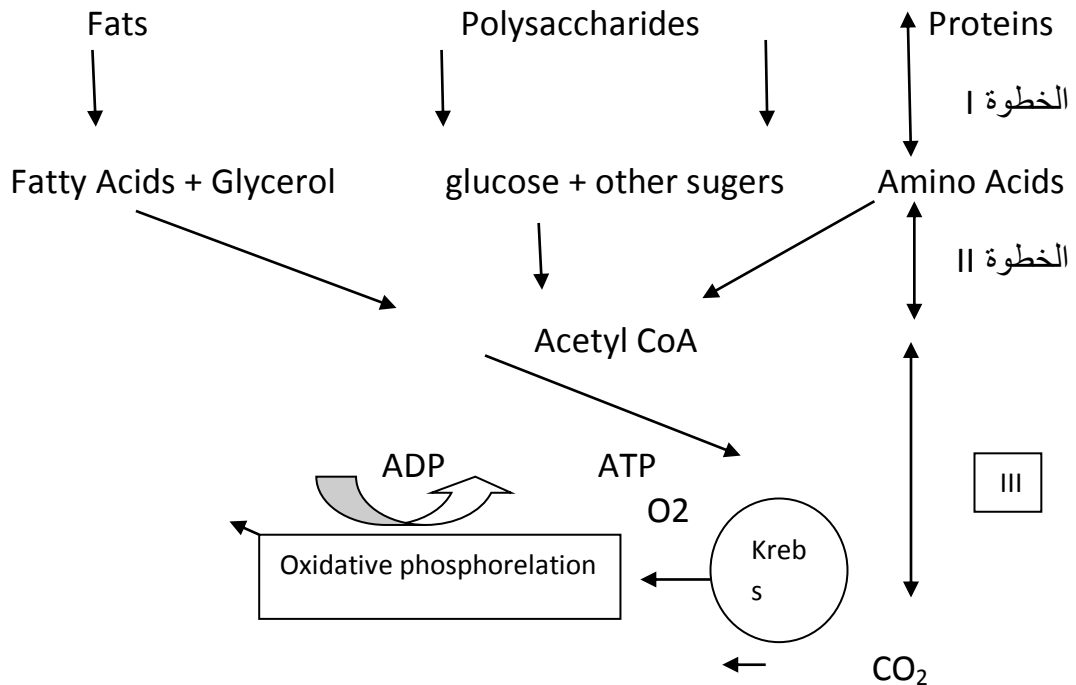 Fats Polysaccharides Proteins
الخطوة I
Fatty Acids + Glycerol glucose + other sugers Amino Acids
الخطوة II
Acetyl CoA
ADP ATP
III
O2
Oxidative phosphorelation
Kreb
s
CO₂